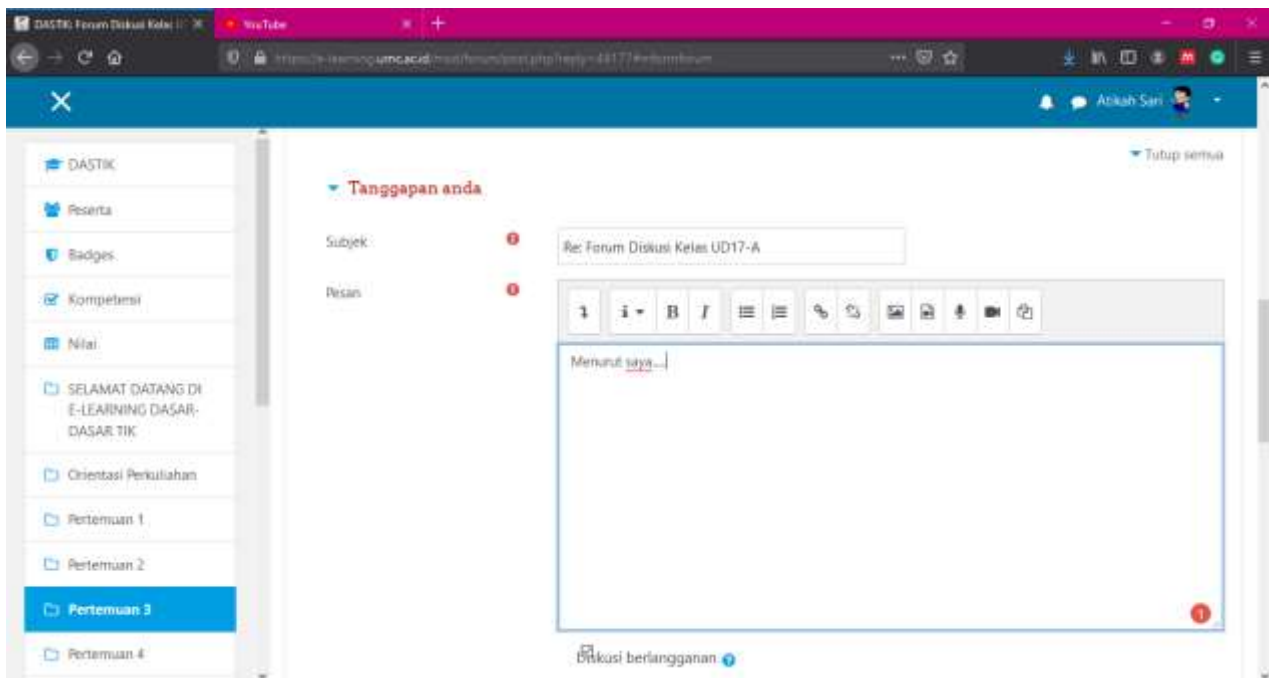 DASTIK: Forum Diskusi Kelas U
YouTube
Atikah Sari
Tutup semua
DASTIK
Peserta
Badges
Kompetensi
Nilai
SELAMAT DATANG DI
E-LEARNING DASAR-
DASAR TIK
Orientasi Perkuliahan
Pertemuan 1
Pertemuan 2
Pertemuan 3
Pertemuan 4
Tanggapan anda
Subjek
Re: Forum Diskusi Kelas UD17-A
Pesan
i B I
Menurut saya....
1
Diskusi berlangganan